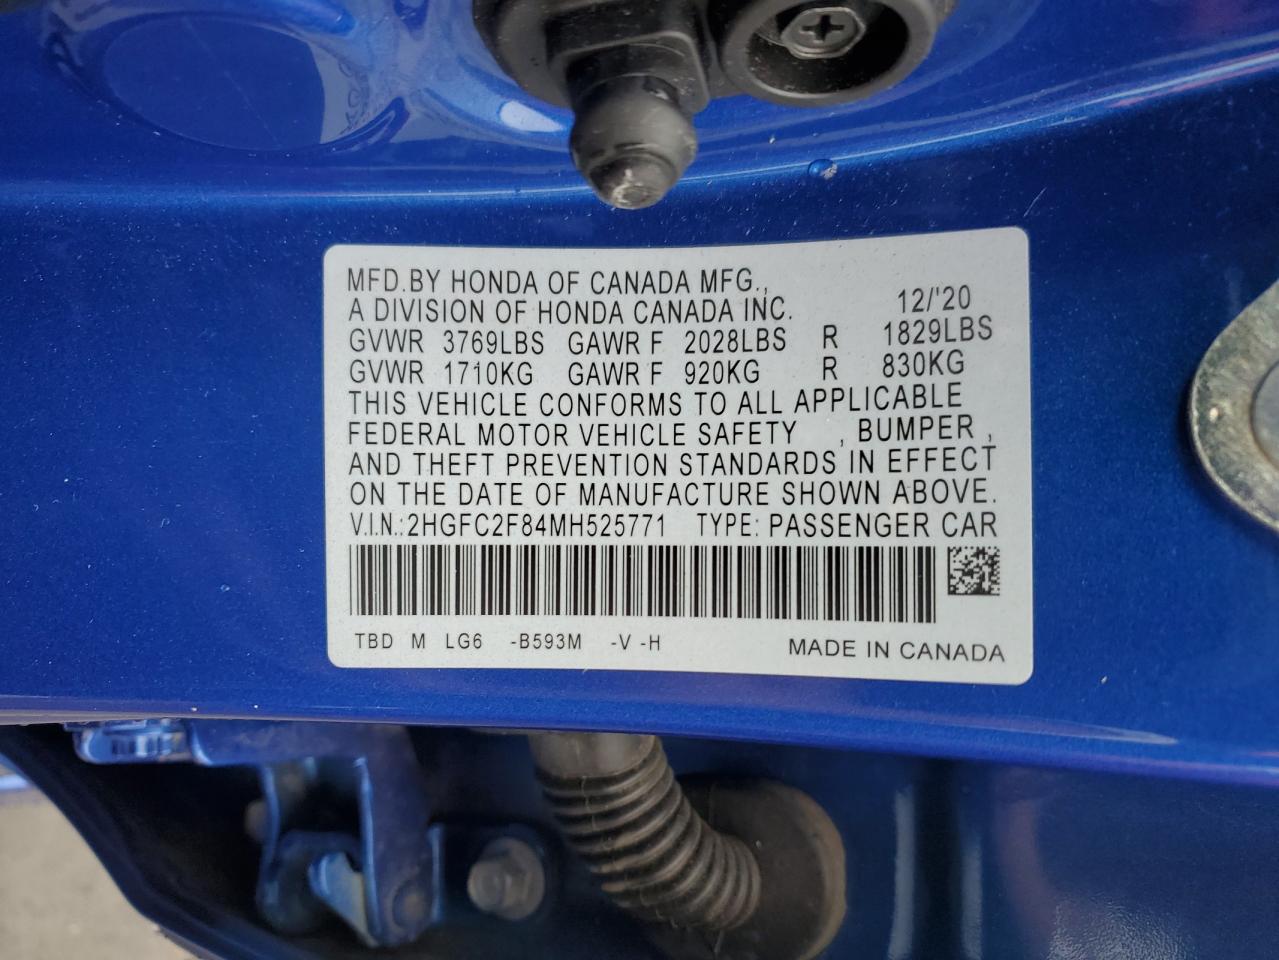 MFD.BY HONDA OF CANADA MFG.,
A DIVISION OF HONDA CANADA INC. 12/'20
GVWR 3769LBS GAWR F 2028LBS R 1829LBS
GVWR 1710KG GAWR F 920KG R 830KG
THIS VEHICLE CONFORMS TO ALL APPLICABLE
FEDERAL MOTOR VEHICLE SAFETY , BUMPER ,
AND THEFT PREVENTION STANDARDS IN EFFECT
ON THE DATE OF MANUFACTURE SHOWN ABOVE.
V.I.N.:2HGFC2F84MH525771 TYPE: PASSENGER CAR
TBD M LG6 -B593M -V -H MADE IN CANADA